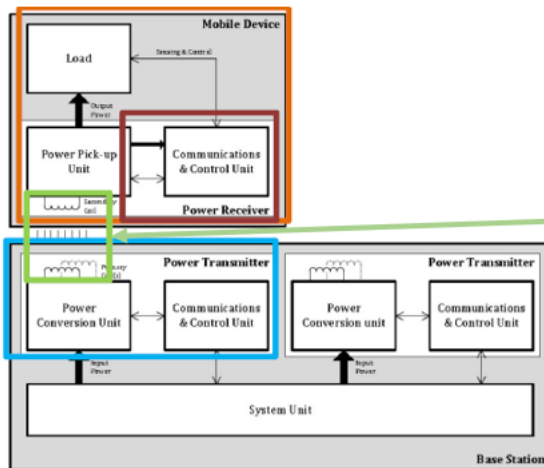 Mobile Device
Load
Sensing & Control
Output
Power
Power Pick-up
Unit
Communications
& Control Unit
Secondary
Power Receiver
Power Transmitter
Power Transmitter
Primary
Power
Conversion Unit
Communications
& Control Unit
Power
Conversion unit
Communications
& Control Unit
Input
Power
Input
Power
System Unit
Base Station